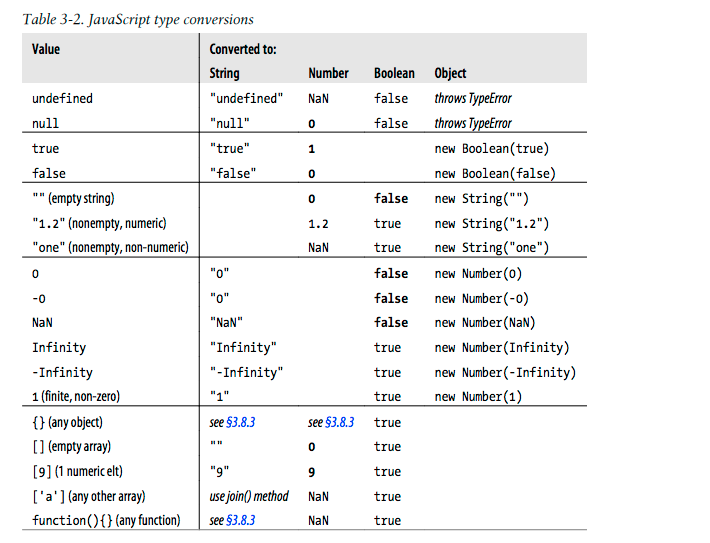 Table 3-2. JavaScript type conversions
Value Converted to:
String Number Boolean Object
undefined "undefined" NaN false throws TypeError
null "null" 0 false throws TypeError
true "true" 1 new Boolean(true)
false "false" 0 new Boolean(false)
"" (empty string) 0 false new String("")
"1.2" (nonempty, numeric) 1.2 true new String("1.2")
"one" (nonempty, non-numeric) NaN true new String("one")
0 "0" false new Number(0)
-0 "0" false new Number(-0)
NaN "NaN" false new Number(NaN)
Infinity "Infinity" true new Number(Infinity)
-Infinity "-Infinity" true new Number(-Infinity)
1 (finite, non-zero) "1" true new Number(1)
{} (any object) see §3.8.3 see §3.8.3 true
[] (empty array) "" 0 true
[9] (1 numeric elt) "9" 9 true
['a'] (any other array) use join() method NaN true
function(){} (any function) see §3.8.3 NaN true